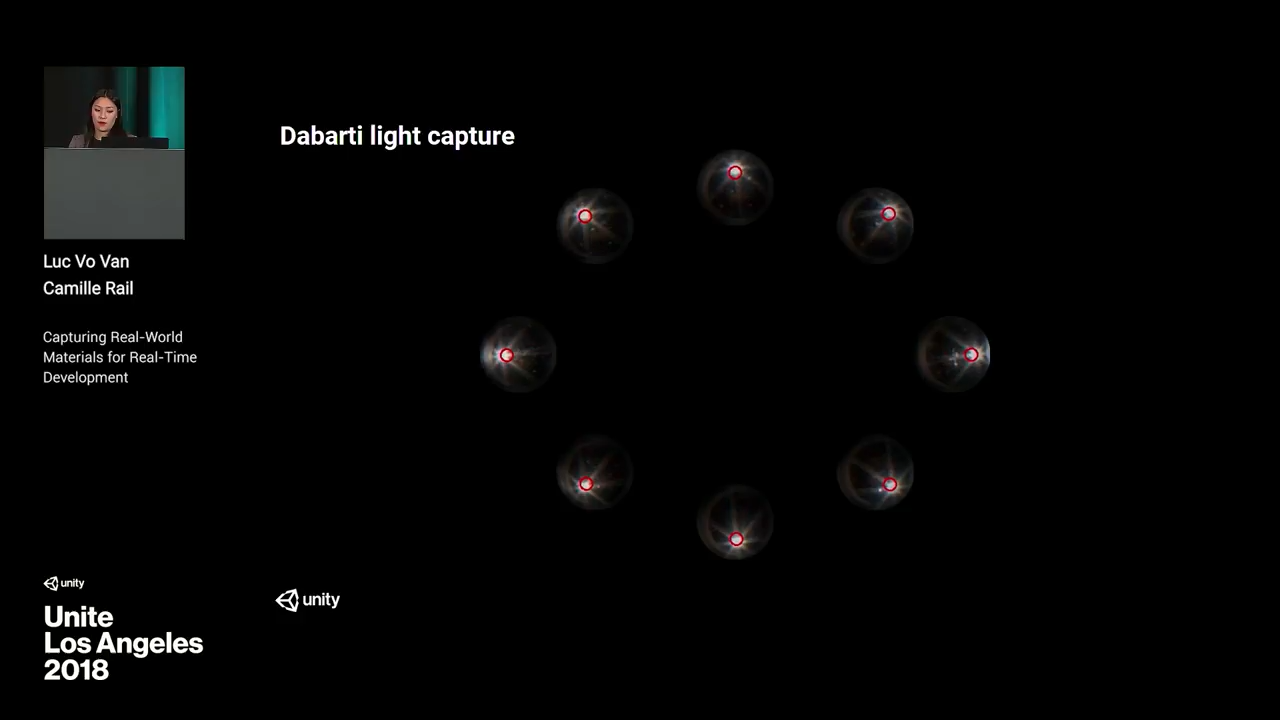 Dabarti light capture
Luc Vo Van
Camille Rail
Capturing Real-World
Materials for Real-Time
Development
unity
Unite
Los Angeles
2018
unity